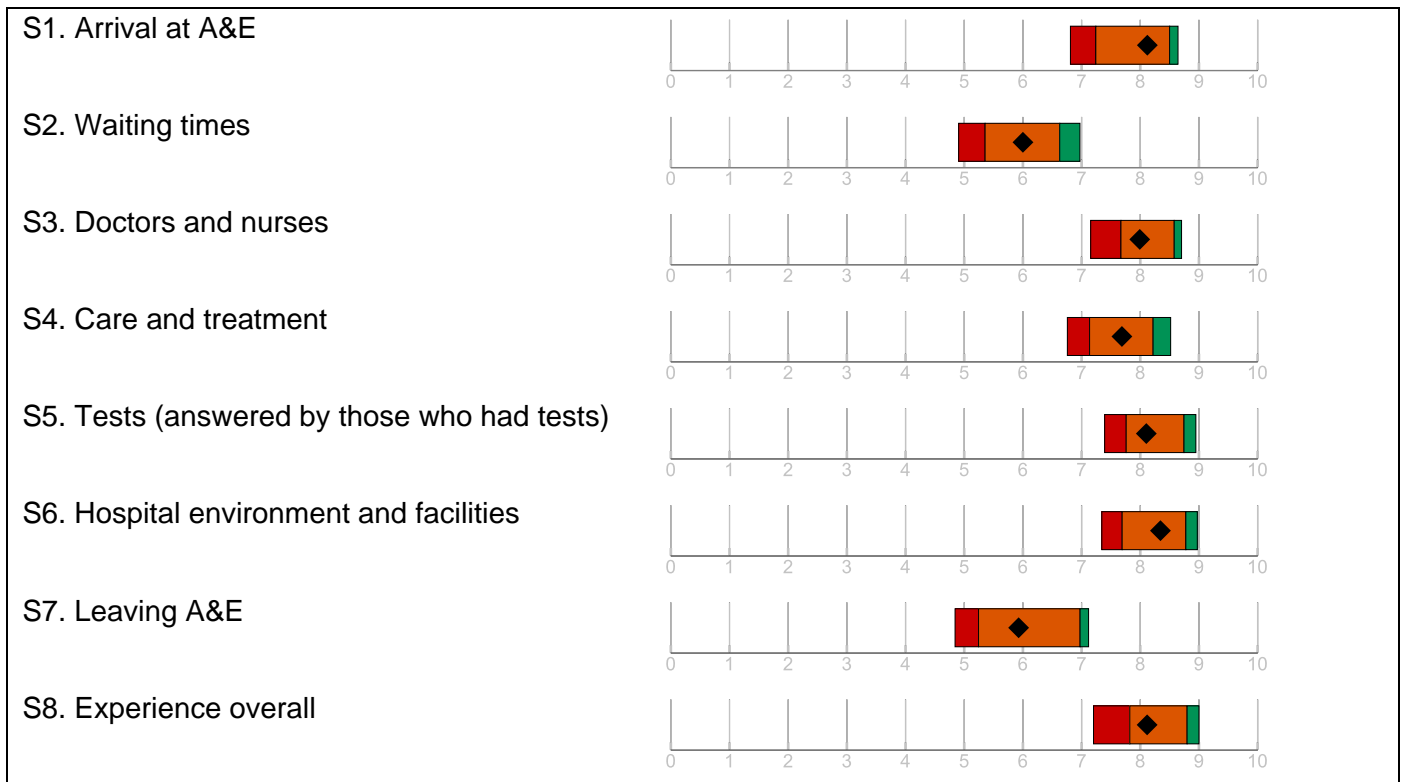 S1. Arrival at A&E
0 1 2 3 4 5 6 7 8 9 10
S2. Waiting times
0 1 2 3 4 5 6 7 8 9 10
S3. Doctors and nurses
0 1 2 3 4 5 6 7 8 9 10
S4. Care and treatment
0 1 2 3 4 5 6 7 8 9 10
S5. Tests (answered by those who had tests)
0 1 2 3 4 5 6 7 8 9 10
S6. Hospital environment and facilities
0 1 2 3 4 5 6 7 8 9 10
S7. Leaving A&E
0 1 2 3 4 5 6 7 8 9 10
S8. Experience overall
0 1 2 3 4 5 6 7 8 9 10